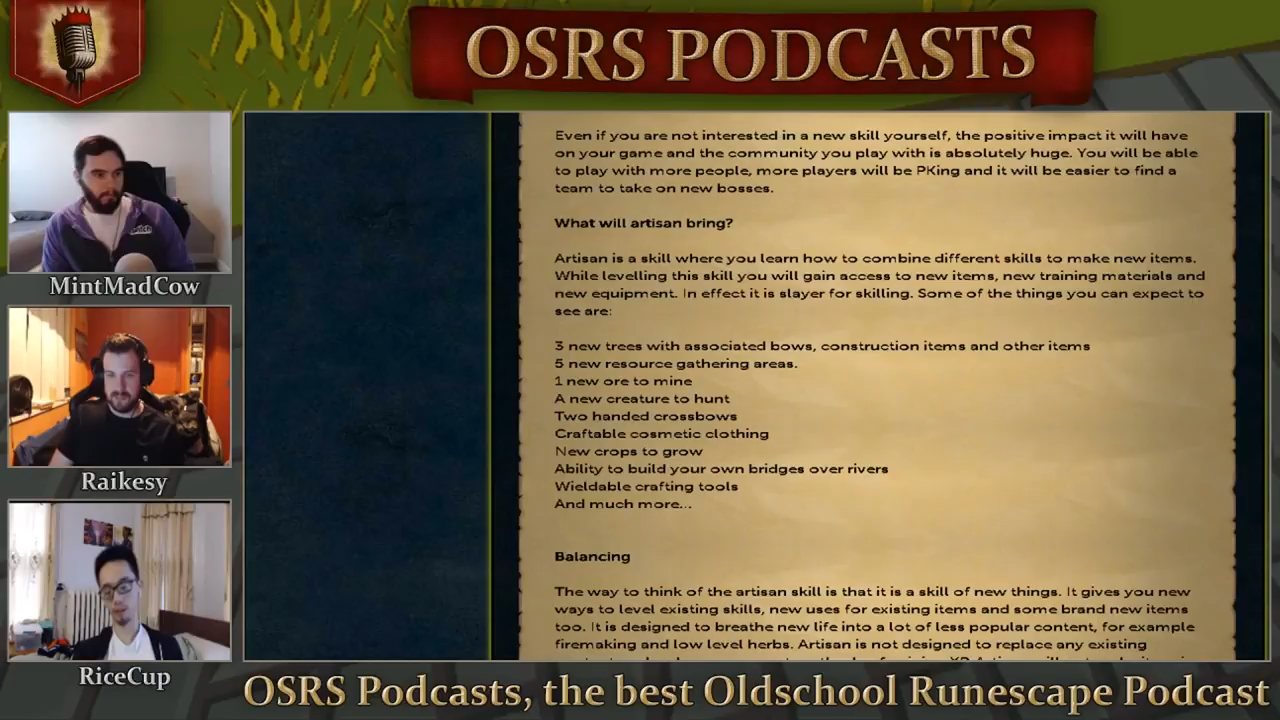 OSRS PODCASTS
Even if you are not interested in a new skill yourself, the positive impact it will have
on your game and the community you play with is absolutely huge. You will be able
to play with more people, more players will be PKing and it will be easier to find a
team to take on new bosses.
What will artisan bring?
Artisan is a skill where you learn how to combine different skills to make new items.
While levelling this skill you will gain access to new items, new training materials and
new equipment. In effect it is slayer for skilling. Some of the things you can expect to
see are:
3 new trees with associated bows, construction items and other items
5 new resource gathering areas.
1 new ore to mine
A new creature to hunt
Two handed crossbows
Craftable cosmetic clothing
New crops to grow
Ability to build your own bridges over rivers
Wieldable crafting tools
And much more...
Balancing
The way to think of the artisan skill is that it is a skill of new things. It gives you new
ways to level existing skills, new uses for existing items and some brand new items
too. It is designed to breathe new life into a lot of less popular content, for example
firemaking and low level herbs. Artisan is not designed to replace any existing
twitch
MintMadCow
Raikesy
RiceCup
OSRS Podcasts, the best Oldschool Runescape Podcast